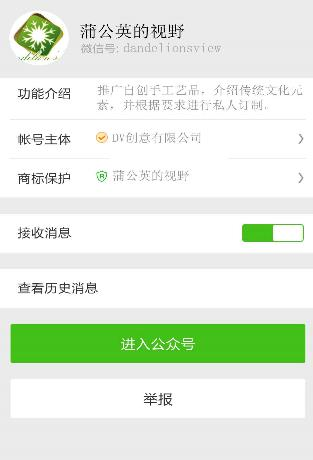 蒲公英的视野
微信号: dandelionsview
功能介绍
推广自创手工艺品，介绍传统文化元
素，并根据要求进行私人订制。
帐号主体
DV创意有限公司
商标保护
蒲公英的视野
接收消息
查看历史消息
进入公众号
举报